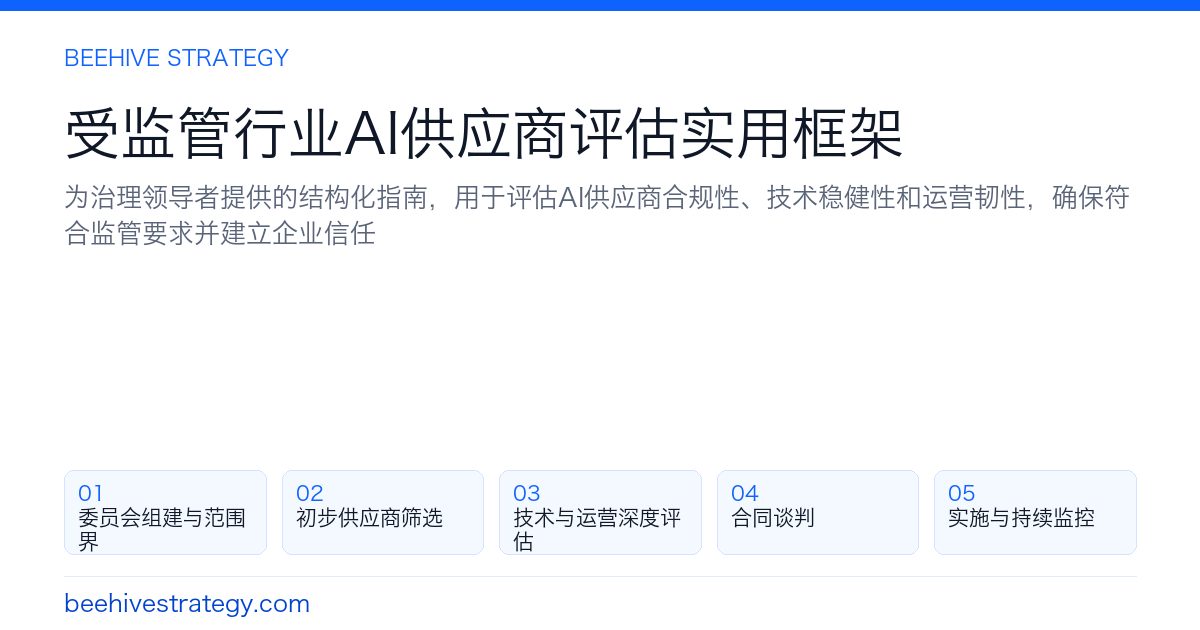 BEEHIVE STRATEGY
受监管行业AI供应商评估实用框架
为治理领导者提供的结构化指南，用于评估AI供应商合规性、技术稳健性和运营韧性，确保符
合监管要求并建立企业信任
01
委员会组建与范围
界
02
初步供应商筛选
03
技术与运营深度评
估
04
合同谈判
05
实施与持续监控
beehivestrategy.com